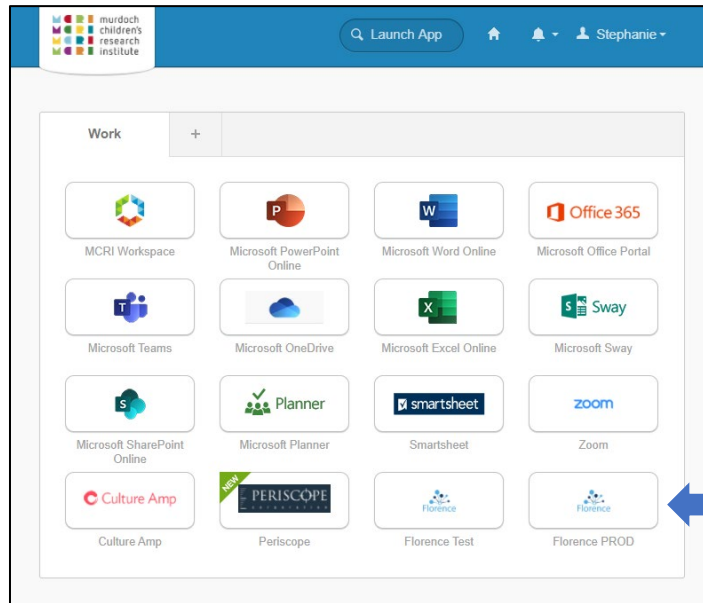 murdoch
children's
research
institute
Launch App
Stephanie
Work
+
P
W
Office 365
MCRI Workspace
Microsoft PowerPoint
Online
Microsoft Word Online
Microsoft Office Portal
T
X
S
Sway
Microsoft Teams
Microsoft OneDrive
Microsoft Excel Online
Microsoft Sway
S
Planner
smartsheet
zoom
Microsoft SharePoint
Online
Microsoft Planner
Smartsheet
Zoom
Culture Amp
NEW
PERISCOPE
Florence
Florence
Culture Amp
Periscope
Florence Test
Florence PROD